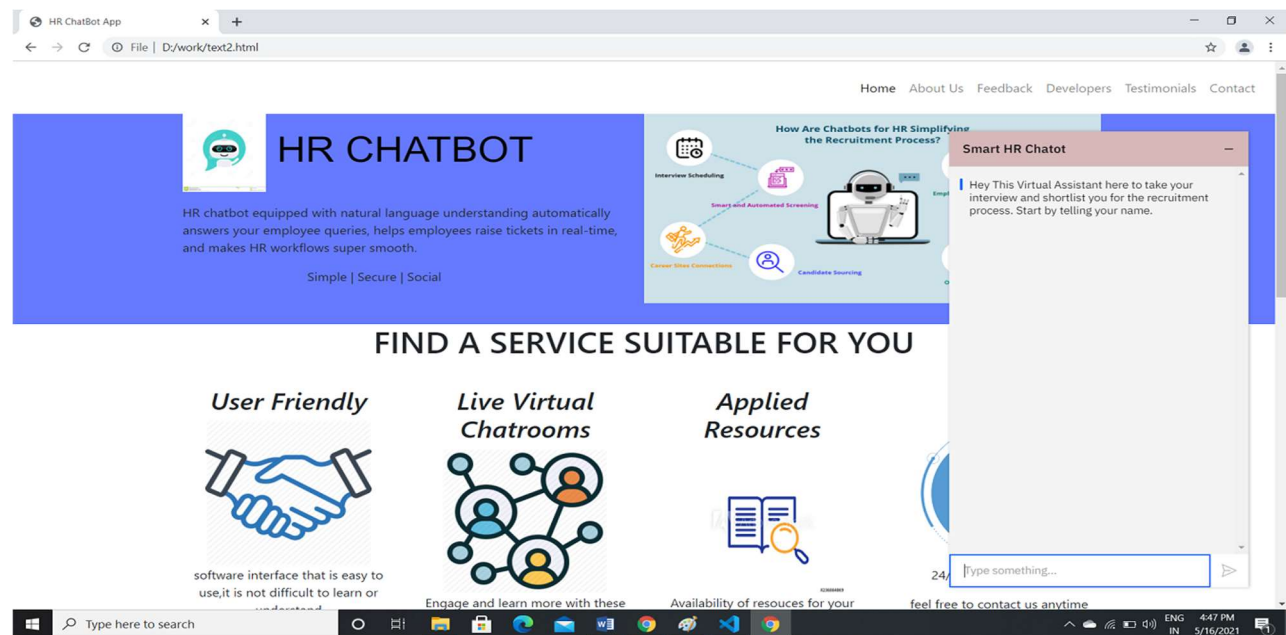 HR ChatBot App
File | D:/work/text2.html
Home About Us Feedback Developers Testimonials Contact
HR CHATBOT
HR chatbot equipped with natural language understanding automatically
answers your employee queries, helps employees raise tickets in real-time,
and makes HR workflows super smooth.
Simple | Secure | Social
How Are Chatbots for HR Simplifying
the Recruitment Process?
Interview Scheduling
Smart and Automated Screening
Career Sites Connections
Candidate Sourcing
Smart HR Chatot
Hey This Virtual Assistant here to take your
interview and shortlist you for the recruitment
process. Start by telling your name.
Type something...
FIND A SERVICE SUITABLE FOR YOU
User Friendly
software interface that is easy to
use,it is not difficult to learn or
understand
Live Virtual
Chatrooms
Engage and learn more with these
Applied
Resources
Availability of resouces for your
24/
feel free to contact us anytime
Type here to search
ENG
IN
4:47 PM
5/16/2021